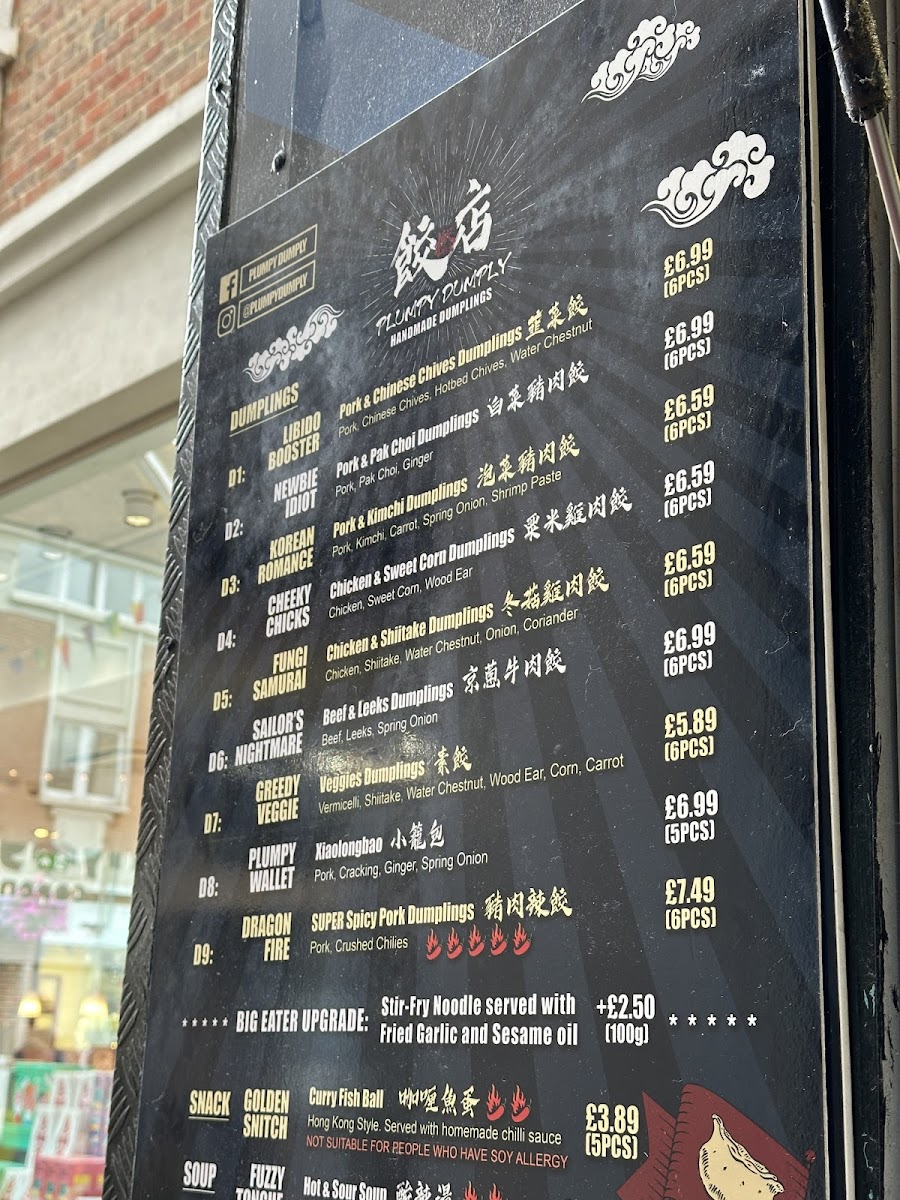 餃店
PLUMPY DUMPLY
HANDMADE DUMPLINGS
PLUMPY DUMPLY
@PLUMPYDUMPLY
DUMPLINGS
D1: LIBIDO BOOSTER Pork & Chinese Chives Dumplings 韮菜餃 £6.99
Pork, Chinese Chives, Hotbed Chives, Water Chestnut (6PCS)
D2: NEWBIE IDIOT Pork & Pak Choi Dumplings 白菜豬肉餃 £6.99
Pork, Pak Choi, Ginger (6PCS)
D3: KOREAN ROMANCE Pork & Kimchi Dumplings 泡菜豬肉餃 £6.59
Pork, Kimchi, Carrot, Spring Onion, Shrimp Paste (6PCS)
D4: CHEEKY CHICKS Chicken & Sweet Corn Dumplings 粟米雞肉餃 £6.59
Chicken, Sweet Corn, Wood Ear (6PCS)
D5: FUNGI SAMURAI Chicken & Shiitake Dumplings 冬菇雞肉餃 £6.59
Chicken, Shiitake, Water Chestnut, Onion, Coriander (6PCS)
D6: SAILOR'S NIGHTMARE Beef & Leeks Dumplings 京蔥牛肉餃 £6.99
Beef, Leeks, Spring Onion (6PCS)
D7: GREEDY VEGGIE Veggies Dumplings 素餃 £5.89
Vermicelli, Shiitake, Water Chestnut, Wood Ear, Corn, Carrot (6PCS)
D8: PLUMPY WALLET Xiaolongbao 小籠包 £6.99
Pork, Cracking, Ginger, Spring Onion (5PCS)
D9: DRAGON FIRE SUPER Spicy Pork Dumplings 豬肉辣餃 £7.49
Pork, Crushed Chilies (6PCS)
* * * * * BIG EATER UPGRADE: Stir-Fry Noodle served with +£2.50 * * * * *
Fried Garlic and Sesame oil (100g)
SNACK GOLDEN SNITCH Curry Fish Ball 咖喱魚蛋 £3.89
Hong Kong Style. Served with homemade chilli sauce (5PCS)
NOT SUITABLE FOR PEOPLE WHO HAVE SOY ALLERGY
SOUP FUZZY TONGUE Hot & Sour Soup 酸辣湯